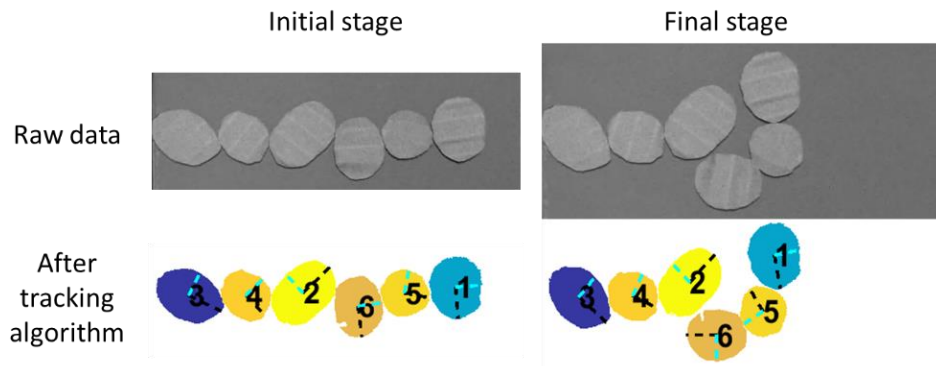 Initial stage
Final stage
Raw data
After
tracking
algorithm
3 4 2 6 5 1
3 4 2 6 5 1